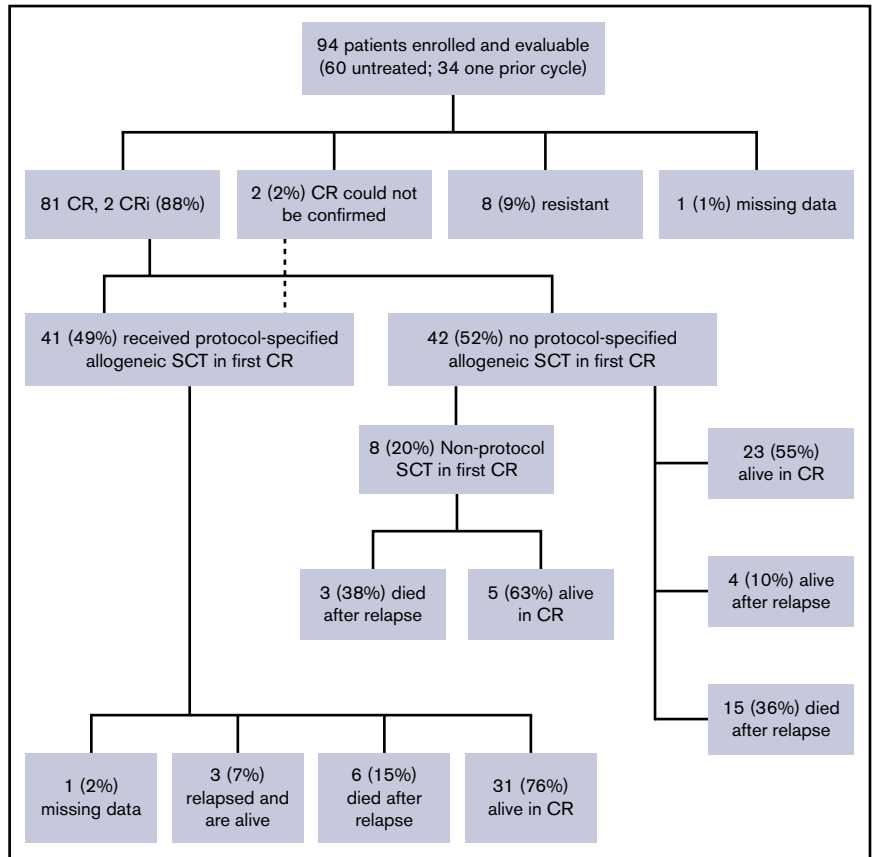 94 patients enrolled and evaluable
(60 untreated; 34 one prior cycle)
81 CR, 2 CRi (88%)
2 (2%) CR could not
be confirmed
8 (9%) resistant
1 (1%) missing data
41 (49%) received protocol-specified
allogeneic SCT in first CR
42 (52%) no protocol-specified
allogeneic SCT in first CR
8 (20%) Non-protocol
SCT in first CR
23 (55%)
alive in CR
3 (38%) died
after relapse
5 (63%) alive
in CR
4 (10%) alive
after relapse
15 (36%) died
after relapse
1 (2%)
missing data
3 (7%)
relapsed and
are alive
6 (15%)
died after
relapse
31 (76%)
alive in CR